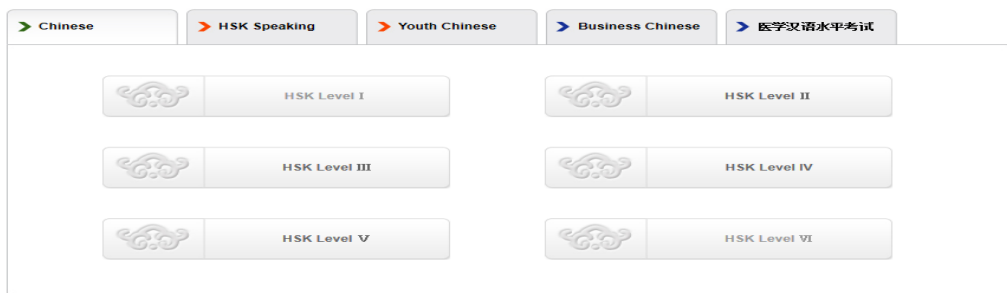 Chinese
HSK Speaking
Youth Chinese
Business Chinese
医学汉语水平考试
HSK Level I
HSK Level II
HSK Level III
HSK Level IV
HSK Level V
HSK Level VI